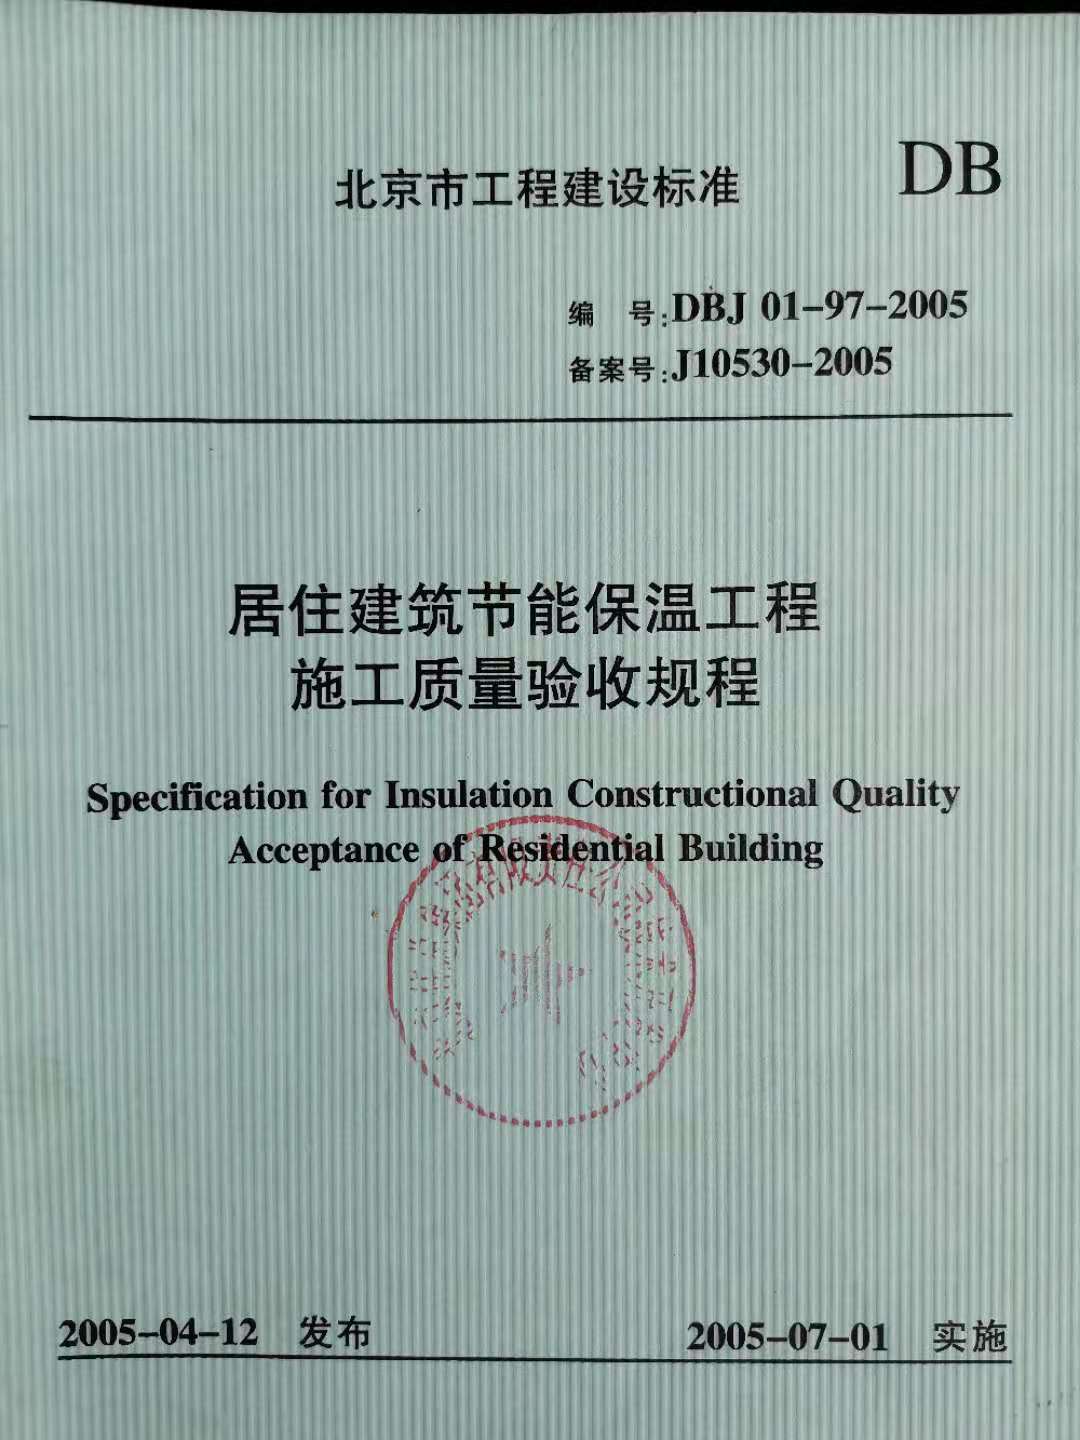 北京市工程建设标准
DB
编 号:DBJ 01-97-2005
备案号:J10530-2005
居住建筑节能保温工程
施工质量验收规程
Specification for Insulation Constructional Quality
Acceptance of Residential Building
2005-04-12 发布
2005-07-01 实施